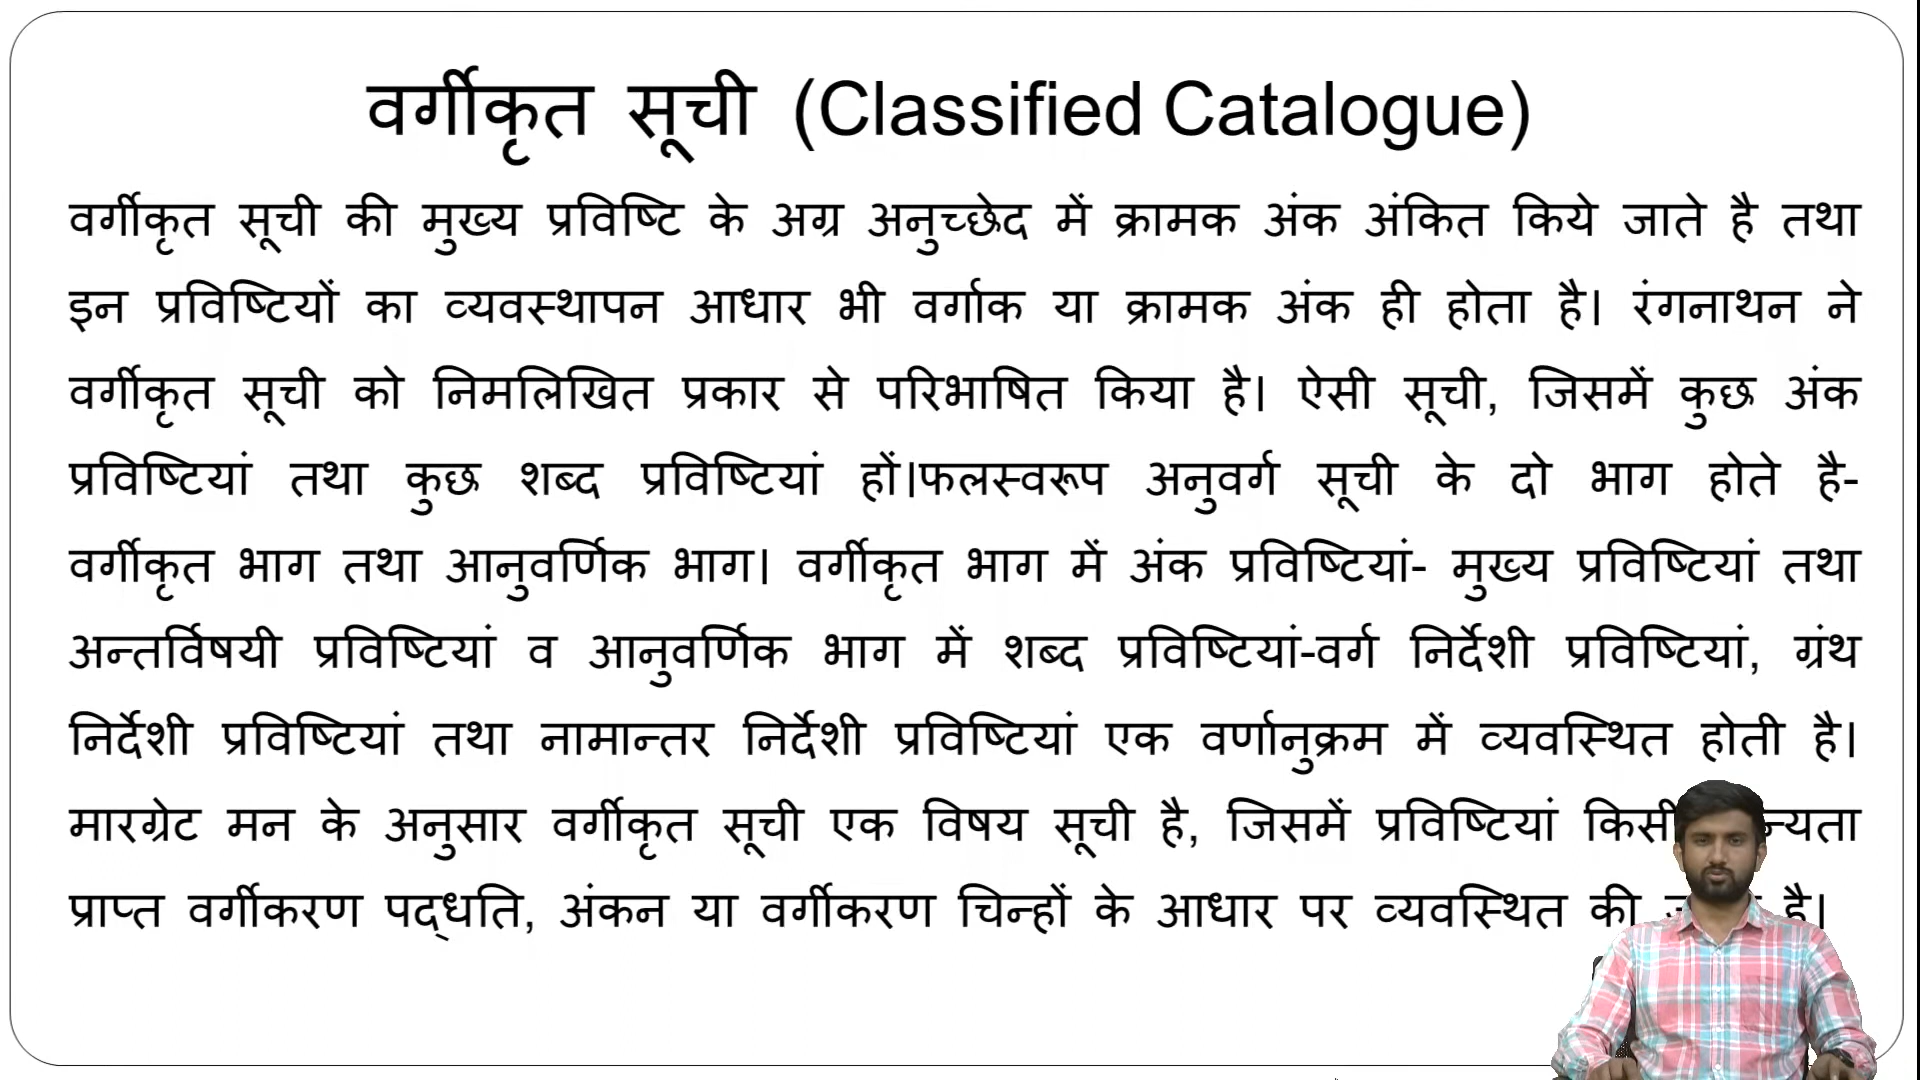 वर्गीकृत सूची (Classified Catalogue)
वर्गीकृत सूची की मुख्य प्रविष्टि के अग्र अनुच्छेद में क्रामक अंक अंकित किये जाते है तथा
इन प्रविष्टियों का व्यवस्थापन आधार भी वर्गाक या क्रामक अंक ही होता है। रंगनाथन ने
वर्गीकृत सूची को निमलिखित प्रकार से परिभाषित किया है। ऐसी सूची, जिसमें कुछ अंक
प्रविष्टियां तथा कुछ शब्द प्रविष्टियां हों।फलस्वरूप अनुवर्ग सूची के दो भाग होते है-
वर्गीकृत भाग तथा आनुवर्णिक भाग। वर्गीकृत भाग में अंक प्रविष्टियां- मुख्य प्रविष्टियां तथा
अन्तर्विषयी प्रविष्टियां व आनुवर्णिक भाग में शब्द प्रविष्टियां-वर्ग निर्देशी प्रविष्टियां, ग्रंथ
निर्देशी प्रविष्टियां तथा नामान्तर निर्देशी प्रविष्टियां एक वर्णानुक्रम में व्यवस्थित होती है।
मारग्रेट मन के अनुसार वर्गीकृत सूची एक विषय सूची है, जिसमें प्रविष्टियां किसी
प्राप्त वर्गीकरण पद्धति, अंकन या वर्गीकरण चिन्हों के आधार पर व्यवस्थित की है।